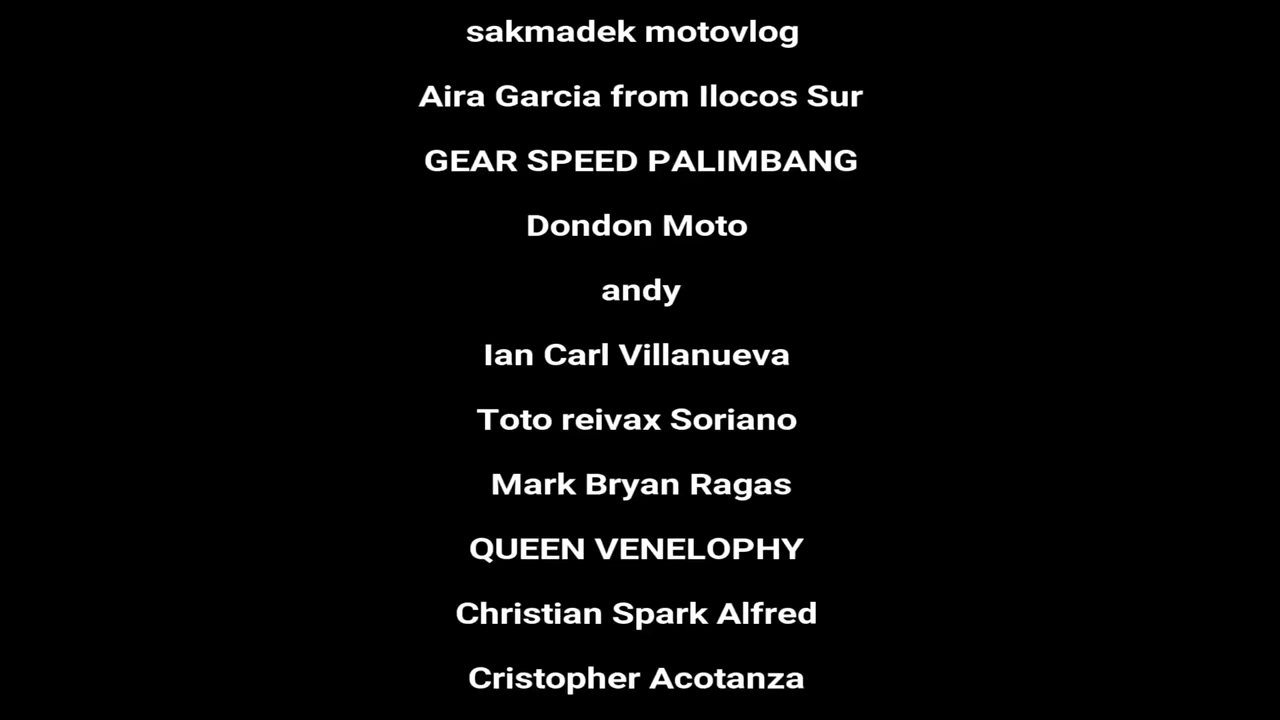 sakmadek motovlog
Aira Garcia from Ilocos Sur
GEAR SPEED PALIMBANG
Dondon Moto
andy
Ian Carl Villanueva
Toto reivax Soriano
Mark Bryan Ragas
QUEEN VENELOPHY
Christian Spark Alfred
Cristopher Acotanza